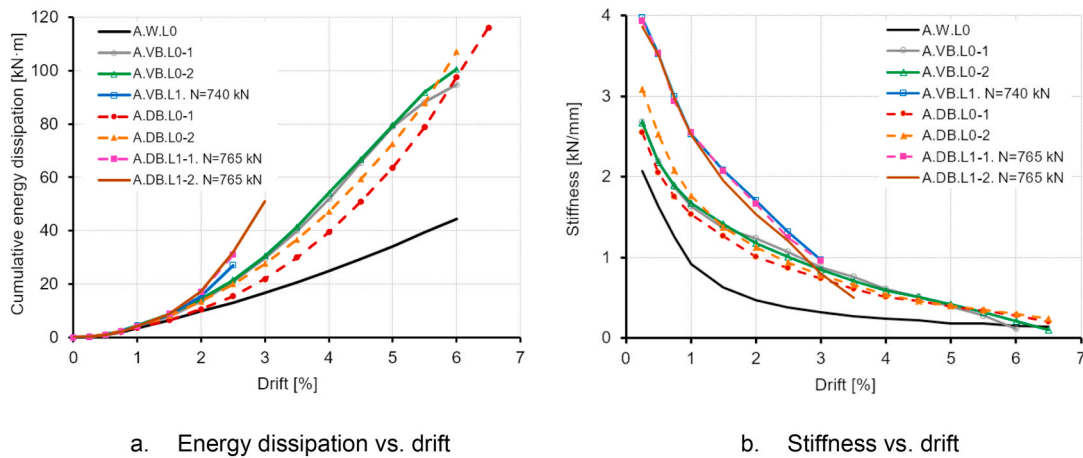 Cumulative energy dissipation [kN·m]
120
100
80
60
40
20
0
0 1 2 3 4 5 6 7
Drift [%]
A.W.L0
A.VB.L0-1
A.VB.L0-2
A.VB.L1. N=740 kN
A.DB.L0-1
A.DB.L0-2
A.DB.L1-1. N=765 kN
A.DB.L1-2. N=765 kN
a. Energy dissipation vs. drift
Stiffness [kN/mm]
4
3
2
1
0
0 1 2 3 4 5 6 7
Drift [%]
A.W.L0
A.VB.L0-1
A.VB.L0-2
A.VB.L1. N=740 kN
A.DB.L0-1
A.DB.L0-2
A.DB.L1-1. N=765 kN
A.DB.L1-2. N=765 kN
b. Stiffness vs. drift